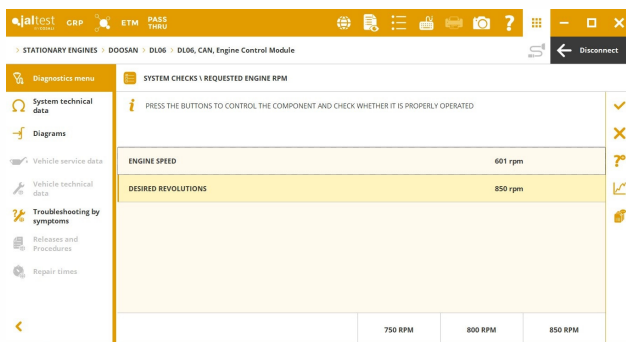 jaltest GRP ETM PASS THRU ?
> STATIONARY ENGINES > DOOSAN > DL06 > DL06, CAN, Engine Control Module
Disconnect
Diagnostics menu
SYSTEM CHECKS \ REQUESTED ENGINE RPM
System technical
data
i PRESS THE BUTTONS TO CONTROL THE COMPONENT AND CHECK WHETHER IT IS PROPERLY OPERATED
Diagrams
Vehicle service data
ENGINE SPEED 601 rpm
Vehicle technical
data
DESIRED REVOLUTIONS 850 rpm
Troubleshooting by
symptoms
Releases and
Procedures
Repair times
750 RPM 800 RPM 850 RPM